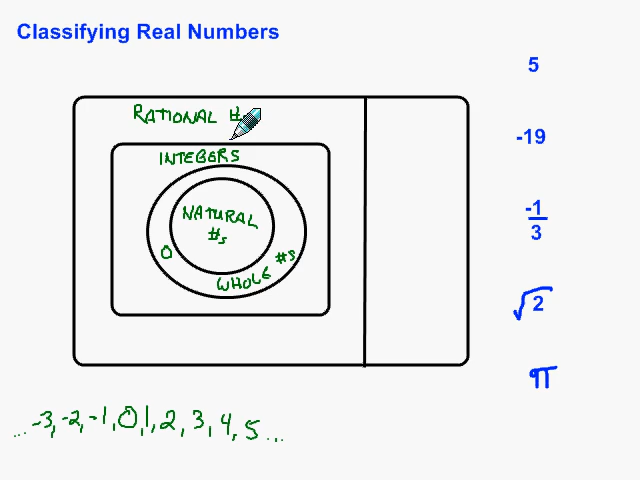 Classifying Real Numbers
5
RATIONAL #
-19
INTEGERS
NATURAL
#s
-1
3
0
WHOLE #s
√2
π
...-3, -2, -1, 0, 1, 2, 3, 4, 5...